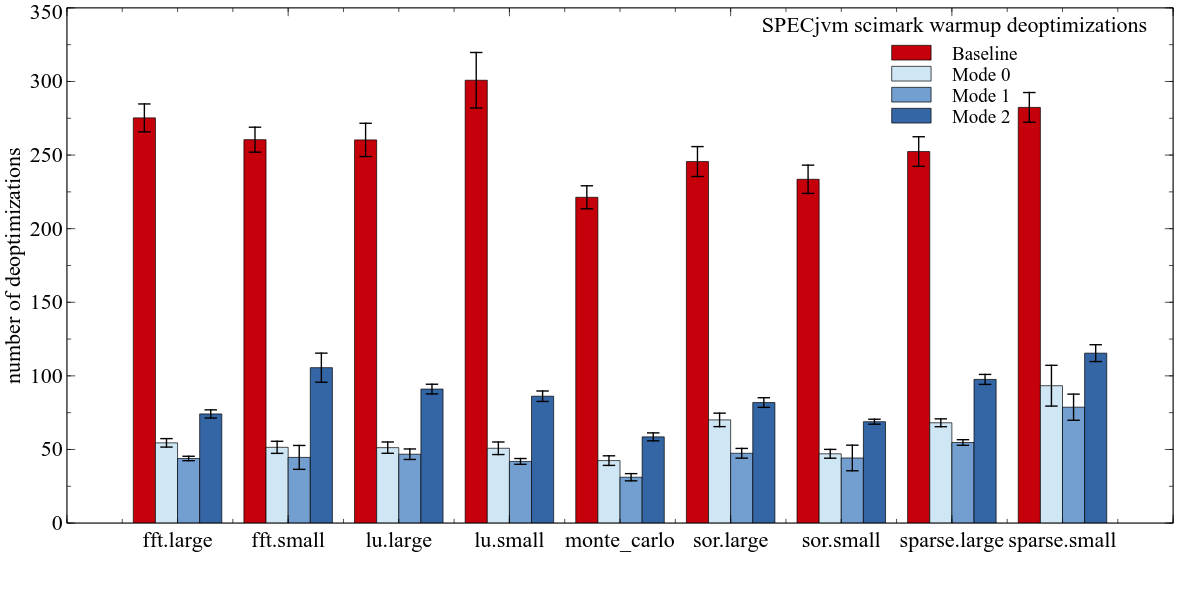 SPECjvm scimark warmup deoptimizations
Baseline
Mode 0
Mode 1
Mode 2
number of deoptimizations
350
300
250
200
150
100
50
0
fft.large fft.small lu.large lu.small monte_carlo sor.large sor.small sparse.large sparse.small